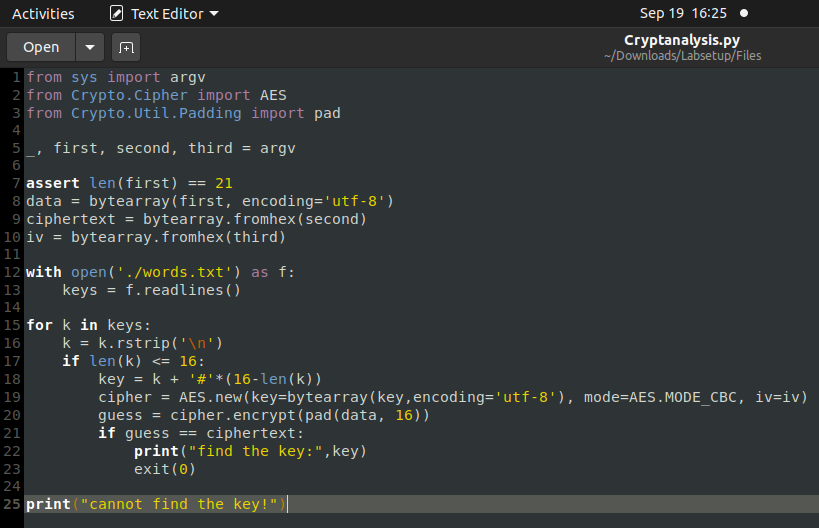 Activities Text Editor Sep 19 16:25
Open Cryptanalysis.py
~/Downloads/Labsetup/Files
1 from sys import argv
2 from Crypto.Cipher import AES
3 from Crypto.Util.Padding import pad
4
5 _, first, second, third = argv
6
7 assert len(first) == 21
8 data = bytearray(first, encoding='utf-8')
9 ciphertext = bytearray.fromhex(second)
10 iv = bytearray.fromhex(third)
11
12 with open('./words.txt') as f:
13     keys = f.readlines()
14
15 for k in keys:
16     k = k.rstrip('\n')
17     if len(k) <= 16:
18         key = k + '#'*(16-len(k))
19         cipher = AES.new(key=bytearray(key,encoding='utf-8'), mode=AES.MODE_CBC, iv=iv)
20         guess = cipher.encrypt(pad(data, 16))
21         if guess == ciphertext:
22             print("find the key:",key)
23             exit(0)
24
25 print("cannot find the key!")